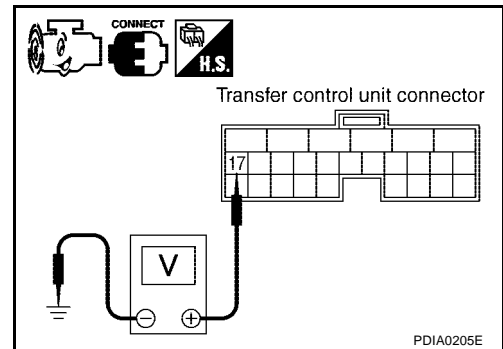 CONNECT
H.S.
Transfer control unit connector
17
V
− +
PDIA0205E